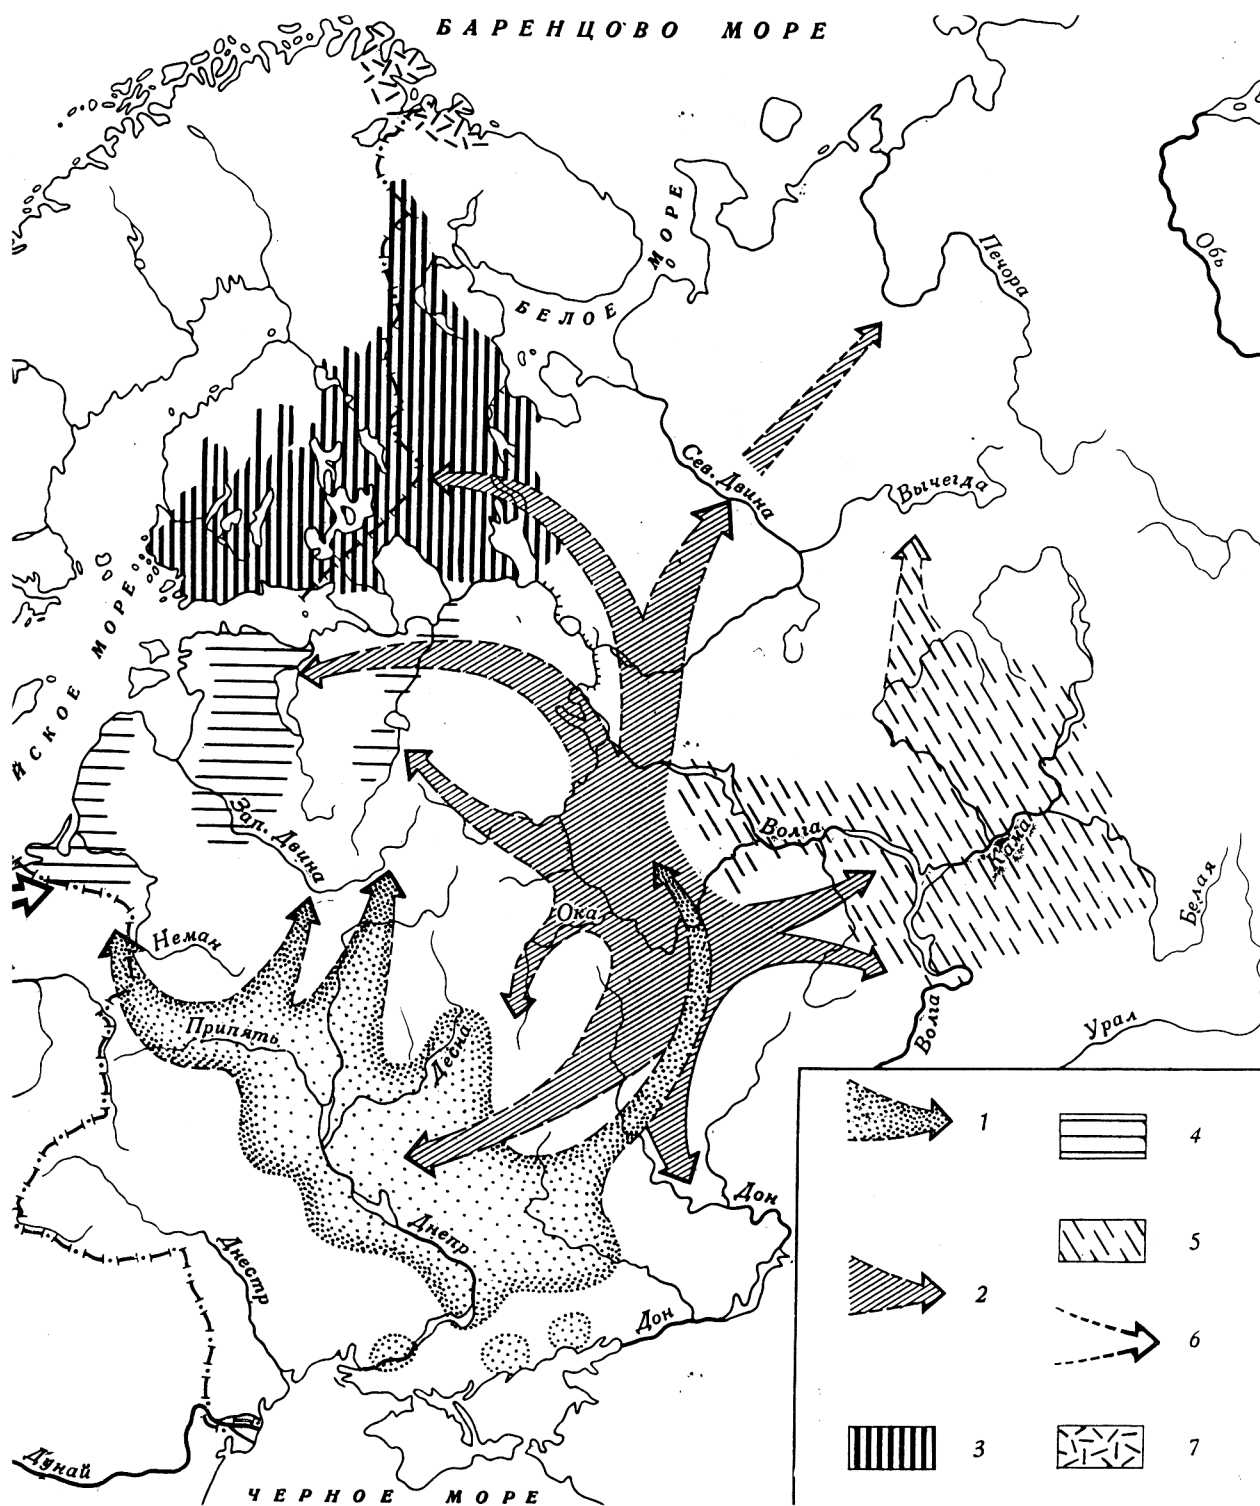 БАРЕНЦОВО МОРЕ
Обь
Печора
БЕЛОЕ МОРЕ
Сев. Двина
Вычегда
ЙСКОЕ МОРЕ
Зап. Двина
Волга
Кама
Белая
Ока
Неман
Припять
Десна
Волга
Урал
Дон
Днепр
Днестр
Дон
Дунай
ЧЕРНОЕ МОРЕ
1
2
3
4
5
6
7